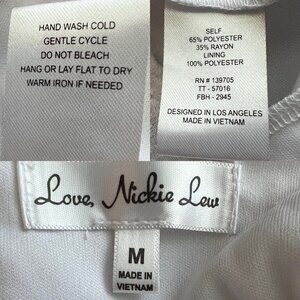 HAND WASH COLD
GENTLE CYCLE
DO NOT BLEACH
HANG OR LAY FLAT TO DRY
WARM IRON IF NEEDED
SELF
65% POLYESTER
35% RAYON
LINING
100% POLYESTER
RN # 139705
TT - 57016
FBH - 2945
DESIGNED IN LOS ANGELES
MADE IN
VIETNAM
Love, Nickie Lew
M
MADE IN
VIETNAM